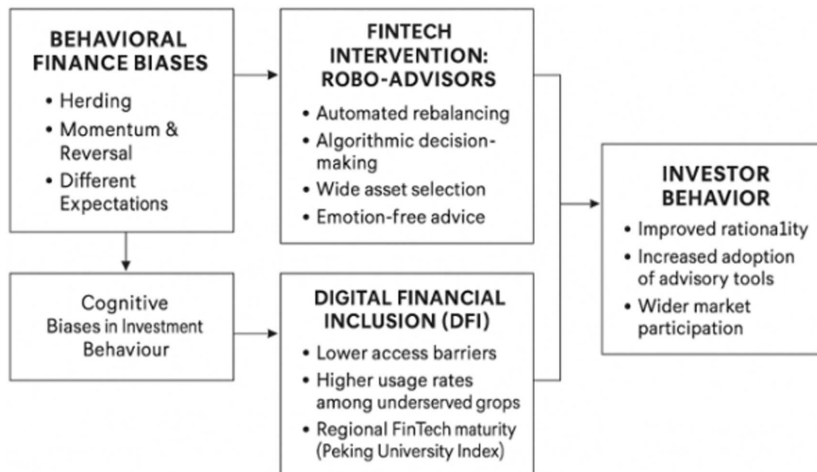 BEHAVIORAL
FINANCE BIASES
• Herding
• Momentum &
Reversal
• Different
Expectations
FINTECH
INTERVENTION:
ROBO-ADVISORS
• Automated rebalancing
• Algorithmic decision-
making
• Wide asset selection
• Emotion-free advice
Cognitive
Biases in Investment
Behaviour
DIGITAL FINANCIAL
INCLUSION (DFI)
• Lower access barriers
• Higher usage rates
among underserved grops
• Regional FinTech maturity
(Peking University Index)
INVESTOR
BEHAVIOR
• Improved rationa1ity
• Increased adoption
of advisory tools
• Wider market
participation